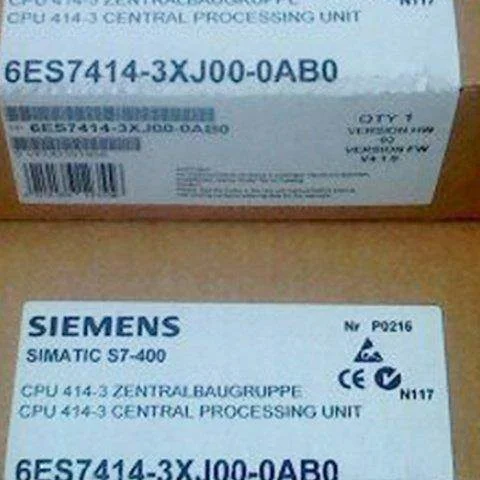 CPU 414-3 ZENTRALBAUGRUPPE
N117
CPU 414-3 CENTRAL PROCESSING UNIT
6ES7414-3XJ00-0AB0
6ES7414-3XJ00-0AB0
QTY 1
VERSION HW
VERSION FW
SIEMENS
Nr P0216
SIMATIC S7-400
CE
N117
CPU 414-3 ZENTRALBAUGRUPPE
CPU 414-3 CENTRAL PROCESSING UNIT
6ES7414-3XJ00-0AB0